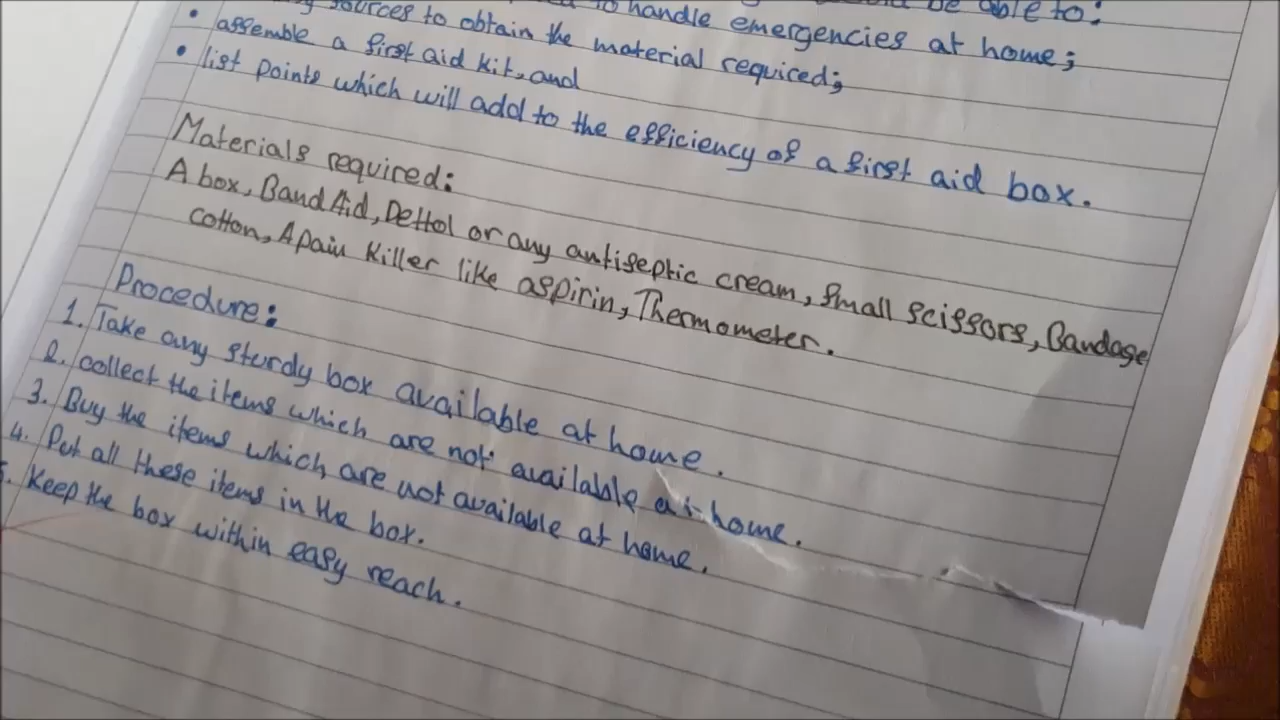 be able to:
to handle emergencies at home;
sources to obtain the material required;
• assemble a first aid kit, and
• list points which will add to the efficiency of a first aid box.
Materials required:
A box, Band Aid, Dettol or any antiseptic cream, Small scissors, Bandage
cotton, A pain killer like aspirin, Thermometer.
Procedure:
1. Take any sturdy box available at home.
2. collect the items which are not available at home.
3. Buy the items which are not available at home.
4. Put all these items in the box.
5. Keep the box within easy reach.